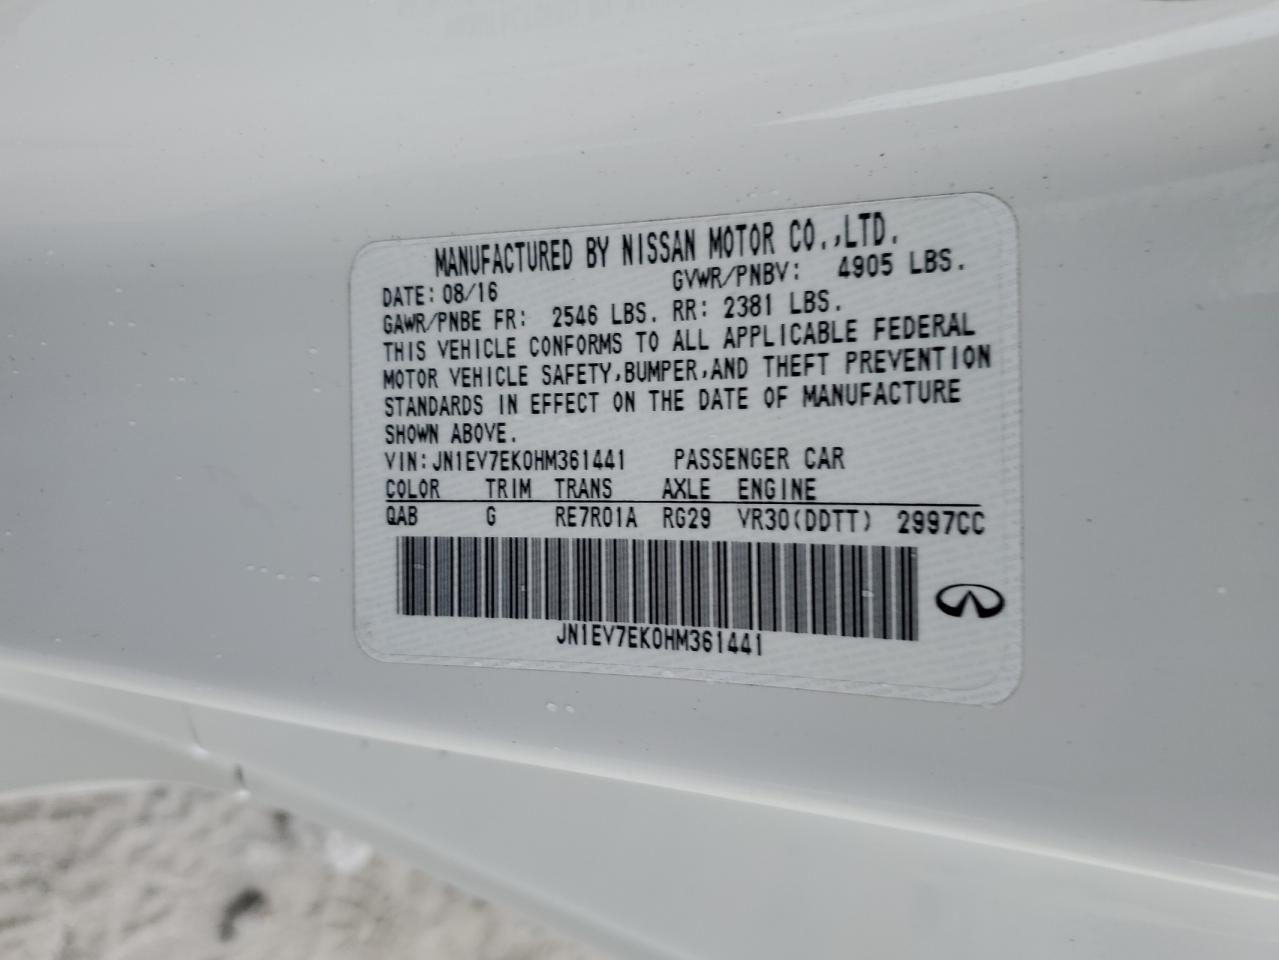 MANUFACTURED BY NISSAN MOTOR CO.,LTD.
DATE: 08/16 GVWR/PNBV: 4905 LBS.
GAWR/PNBE FR: 2546 LBS. RR: 2381 LBS.
THIS VEHICLE CONFORMS TO ALL APPLICABLE FEDERAL
MOTOR VEHICLE SAFETY,BUMPER,AND THEFT PREVENTION
STANDARDS IN EFFECT ON THE DATE OF MANUFACTURE
SHOWN ABOVE.
VIN:JN1EV7EK0HM361441 PASSENGER CAR
COLOR TRIM TRANS AXLE ENGINE
QAB G RE7R01A RG29 VR30(DDTT) 2997CC
JN1EV7EK0HM361441